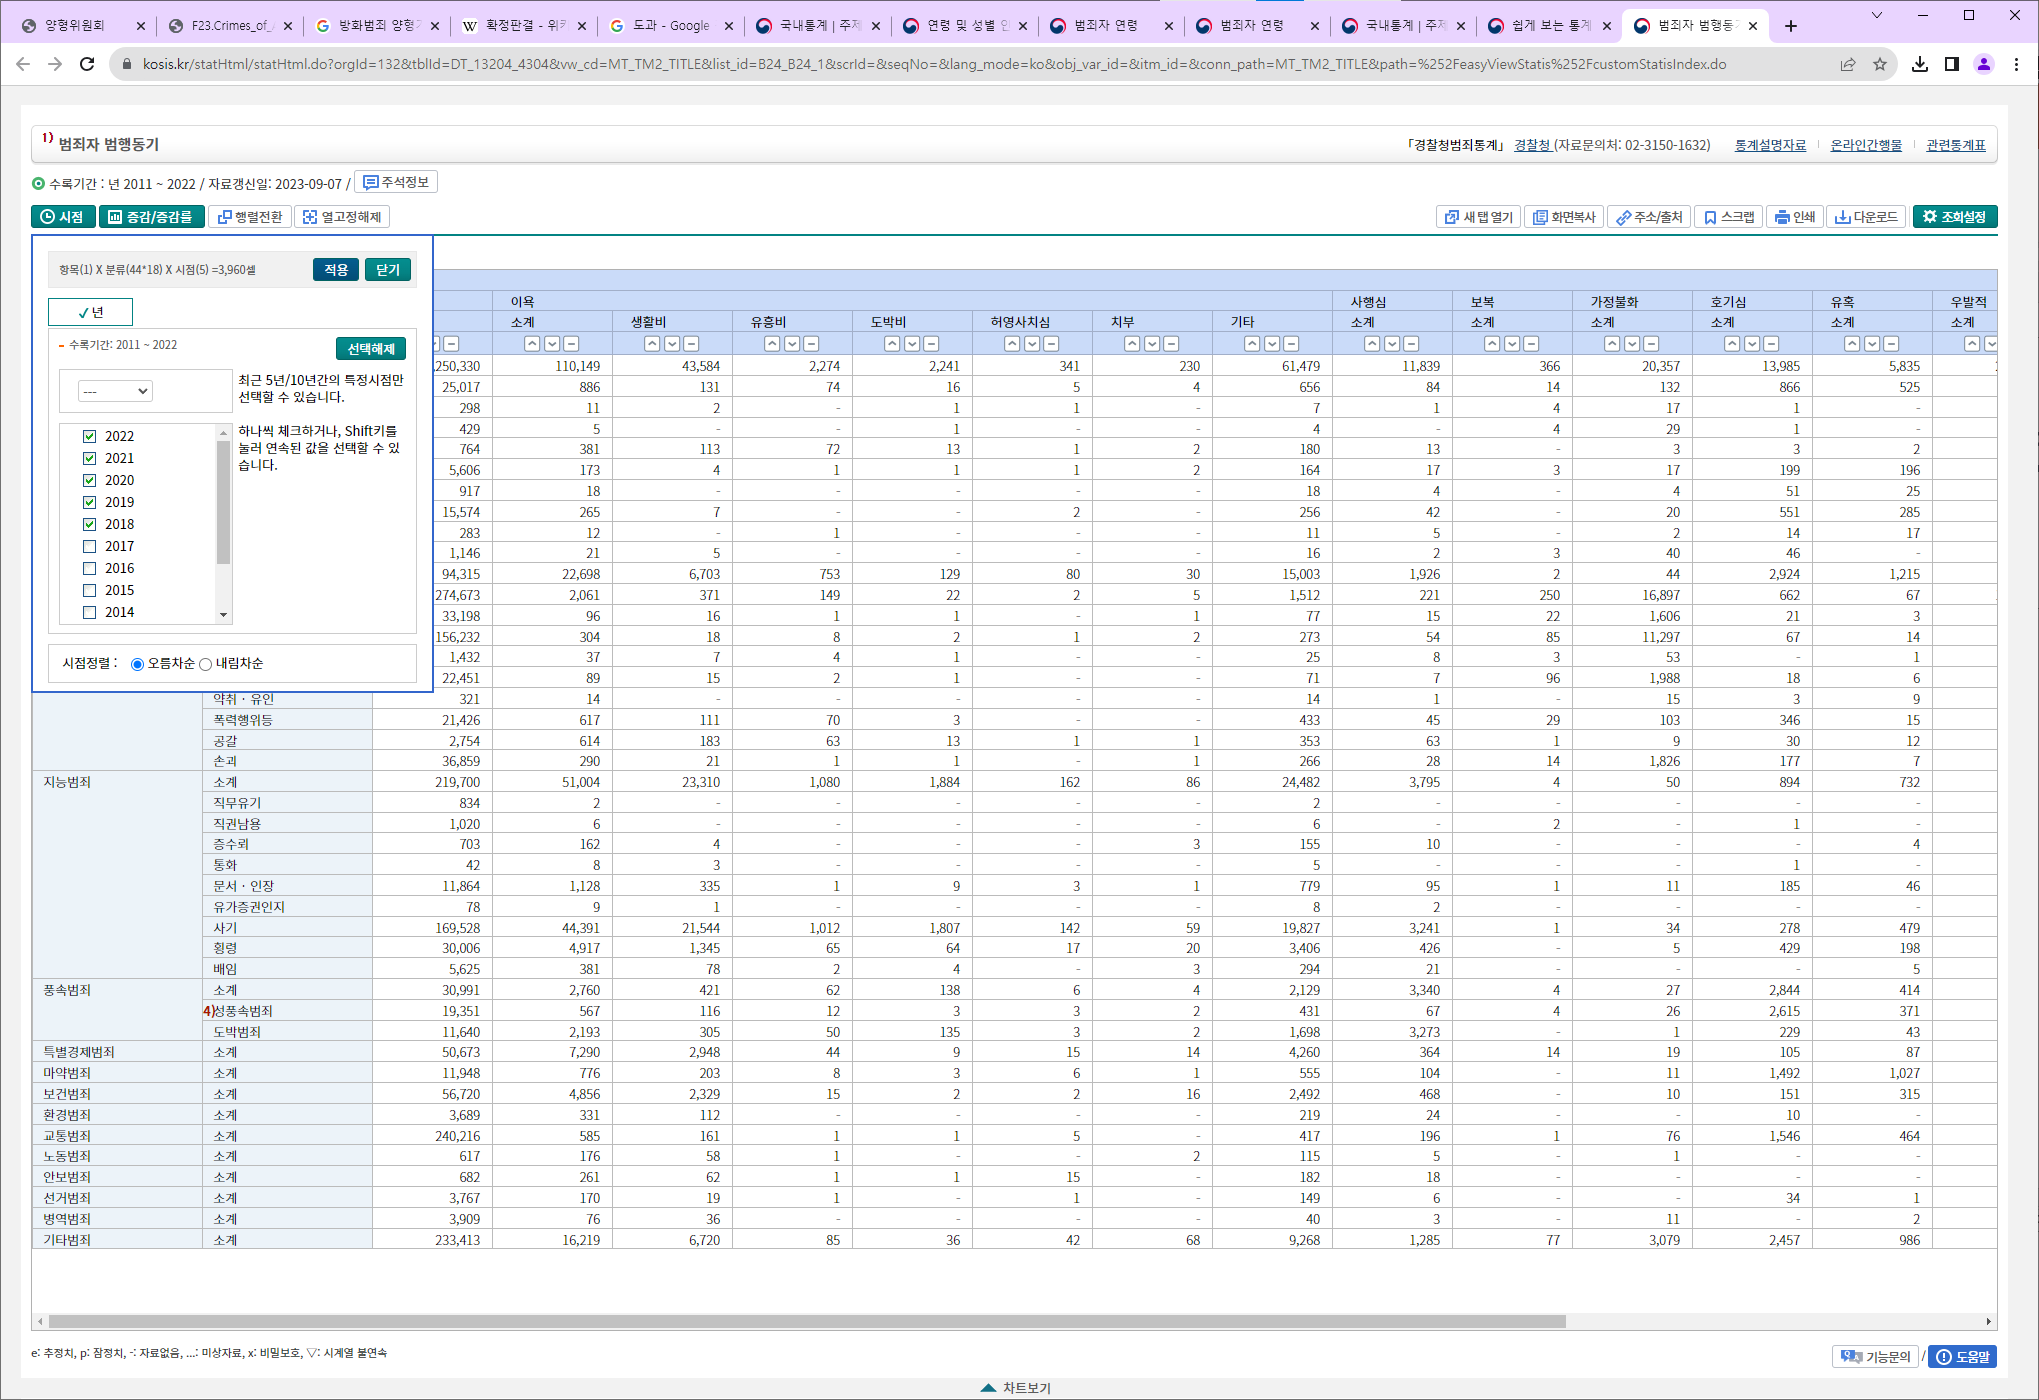 양형위원회
F23.Crimes_of_
방화범죄 양형기
확정판결 - 위키
도과 - Google
국내통계 | 주제
연령 및 성별 인
범죄자 연령
범죄자 연령
국내통계 | 주제
쉽게 보는 통계
범죄자 범행동기
kosis.kr/statHtml/statHtml.do?orgId=132&tblId=DT_13204_4304&vw_cd=MT_TM2_TITLE&list_id=B24_B24_1&scrId=&seqNo=&lang_mode=ko&obj_var_id=&itm_id=&conn_path=MT_TM2_TITLE&path=%252FeasyViewStatis%252FcustomStatisIndex.do
1) 범죄자 범행동기
「경찰청범죄통계」 경찰청 (자료문의처: 02-3150-1632) 통계설명자료 온라인간행물 관련통계표
수록기간 : 년 2011 ~ 2022 / 자료갱신일: 2023-09-07 / 주석정보
시점 증감/증감률 행렬전환 열고정해제 새 탭 열기 화면복사 주소/출처 스크랩 인쇄 다운로드 조회설정
항목(1) X 분류(44*18) X 시점(5) =3,960셀 적용 닫기
년
수록기간: 2011 ~ 2022 선택해제
---
최근 5년/10년간의 특정시점만
선택할 수 있습니다.
하나씩 체크하거나, Shift키를
눌러 연속된 값을 선택할 수 있
습니다.
2022
2021
2020
2019
2018
2017
2016
2015
2014
시점정렬 : 오름차순 내림차순
이욕 사행심 보복 가정불화 호기심 유혹 우발적
소계 생활비 유흥비 도박비 허영사치심 치부 기타 소계 소계 소계 소계 소계 소계
,250,330 110,149 43,584 2,274 2,241 341 230 61,479 11,839 366 20,357 13,985 5,835
25,017 886 131 74 16 5 4 656 84 14 132 866 525
298 11 2 - 1 1 - 7 1 4 17 1 -
429 5 - - 1 - - 4 - 4 29 1 -
764 381 113 72 13 1 2 180 13 - 3 3 2
5,606 173 4 1 1 1 2 164 17 3 17 199 196
917 18 - - - - - 18 4 - 4 51 25
15,574 265 7 - - 2 - 256 42 - 20 551 285
283 12 - 1 - - - 11 5 - 2 14 17
1,146 21 5 - - - - 16 2 3 40 46 -
94,315 22,698 6,703 753 129 80 30 15,003 1,926 2 44 2,924 1,215
274,673 2,061 371 149 22 2 5 1,512 221 250 16,897 662 67
33,198 96 16 1 1 - 1 77 15 22 1,606 21 3
156,232 304 18 8 2 1 2 273 54 85 11,297 67 14
1,432 37 7 4 1 - - 25 8 3 53 - 1
22,451 89 15 2 1 - - 71 7 96 1,988 18 6
약취ㆍ유인 321 14 - - - - - 14 1 - 15 3 9
폭력행위등 21,426 617 111 70 3 - - 433 45 29 103 346 15
공갈 2,754 614 183 63 13 1 1 353 63 1 9 30 12
손괴 36,859 290 21 1 1 - 1 266 28 14 1,826 177 7
지능범죄 소계 219,700 51,004 23,310 1,080 1,884 162 86 24,482 3,795 4 50 894 732
직무유기 834 2 - - - - - 2 - - - - -
직권남용 1,020 6 - - - - - 6 - 2 - 1 -
증수뢰 703 162 4 - - - 3 155 10 - - - 4
통화 42 8 3 - - - - 5 - - - 1 -
문서ㆍ인장 11,864 1,128 335 1 9 3 1 779 95 1 11 185 46
유가증권인지 78 9 1 - - - - 8 2 - - - -
사기 169,528 44,391 21,544 1,012 1,807 142 59 19,827 3,241 1 34 278 479
횡령 30,006 4,917 1,345 65 64 17 20 3,406 426 - 5 429 198
배임 5,625 381 78 2 4 - 3 294 21 - - - 5
풍속범죄 소계 30,991 2,760 421 62 138 6 4 2,129 3,340 4 27 2,844 414
4)성풍속범죄 19,351 567 116 12 3 3 2 431 67 4 26 2,615 371
도박범죄 11,640 2,193 305 50 135 3 2 1,698 3,273 - 1 229 43
특별경제범죄 소계 50,673 7,290 2,948 44 9 15 14 4,260 364 14 19 105 87
마약범죄 소계 11,948 776 203 8 3 6 1 555 104 - 11 1,492 1,027
보건범죄 소계 56,720 4,856 2,329 15 2 2 16 2,492 468 - 10 151 315
환경범죄 소계 3,689 331 112 - - - - 219 24 - - 10 -
교통범죄 소계 240,216 585 161 1 1 5 - 417 196 1 76 1,546 464
노동범죄 소계 617 176 58 1 - - 2 115 5 - 1 - -
안보범죄 소계 682 261 62 1 1 15 - 182 18 - - - -
선거범죄 소계 3,767 170 19 1 - 1 - 149 6 - - 34 1
병역범죄 소계 3,909 76 36 - - - - 40 3 - 11 - 2
기타범죄 소계 233,413 16,219 6,720 85 36 42 68 9,268 1,285 77 3,079 2,457 986
e: 추정치, p: 잠정치, -: 자료없음, ...: 미상자료, x: 비밀보호, ▽: 시계열 불연속
기능문의 / 도움말
차트보기